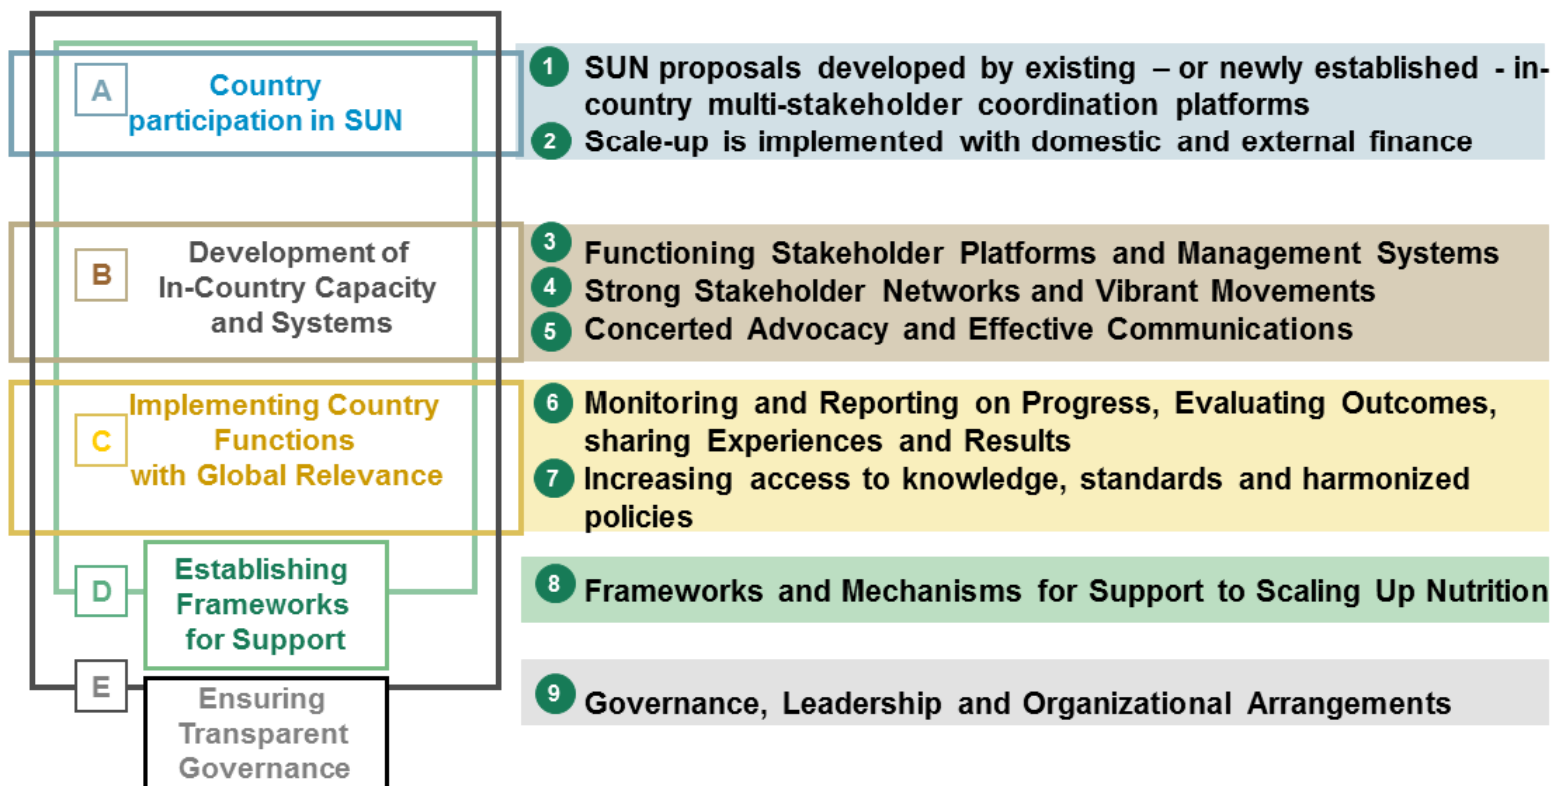 A
Country
participation in SUN
1
SUN proposals developed by existing – or newly established - in-
country multi-stakeholder coordination platforms
2
Scale-up is implemented with domestic and external finance
B
Development of
In-Country Capacity
and Systems
3
Functioning Stakeholder Platforms and Management Systems
4
Strong Stakeholder Networks and Vibrant Movements
5
Concerted Advocacy and Effective Communications
C
Implementing Country
Functions
with Global Relevance
6
Monitoring and Reporting on Progress, Evaluating Outcomes,
sharing Experiences and Results
7
Increasing access to knowledge, standards and harmonized
policies
D
Establishing
Frameworks
for Support
8
Frameworks and Mechanisms for Support to Scaling Up Nutrition
E
Ensuring
Transparent
Governance
9
Governance, Leadership and Organizational Arrangements